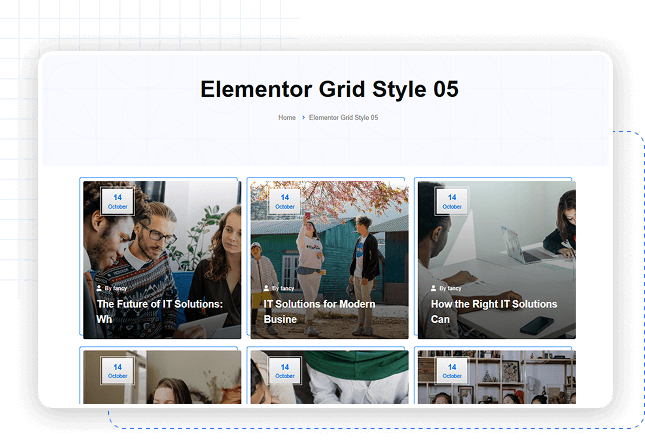 Elementor Grid Style 05
Home > Elementor Grid Style 05
14
October
By fancy
The Future of IT Solutions:
Wh
14
October
By fancy
IT Solutions for Modern
Busine
14
October
By fancy
How the Right IT Solutions
Can
14
October
14
October
14
October